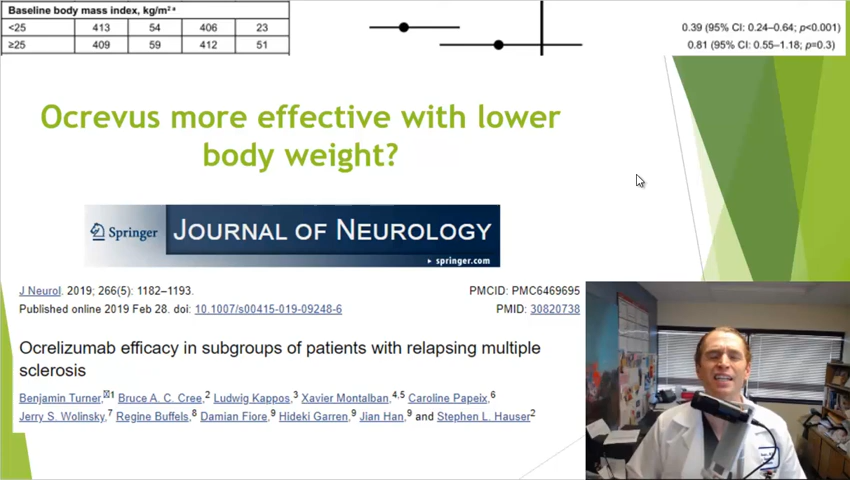 Baseline body mass index, kg/m² ᵃ
<25 413 54 406 23 0.39 (95% CI: 0.24–0.64; p<0.001)
≥25 409 59 412 51 0.81 (95% CI: 0.55–1.18; p=0.3)
Ocrevus more effective with lower
body weight?
Springer JOURNAL OF NEUROLOGY
springer.com
J Neurol. 2019; 266(5): 1182–1193. PMCID: PMC6469695
Published online 2019 Feb 28. doi: 10.1007/s00415-019-09248-6 PMID: 30820738
Ocrelizumab efficacy in subgroups of patients with relapsing multiple
sclerosis
Benjamin Turner,✉1 Bruce A. C. Cree,2 Ludwig Kappos,3 Xavier Montalban,4,5 Caroline Papeix,6
Jerry S. Wolinsky,7 Regine Buffels,8 Damian Fiore,9 Hideki Garren,9 Jian Han,9 and Stephen L. Hauser2